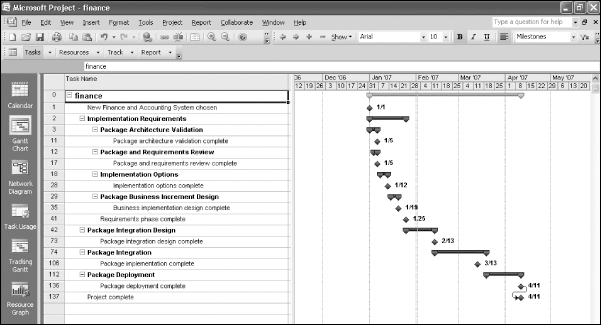 Microsoft Project - finance
File Edit View Insert Format Tools Project Report Collaborate Window Help
Type a question for help
Show Arial 10 B I U Milestones
Tasks Resources Track Report
finance
Task Name
06 Dec '06 Jan '07 Feb '07 Mar '07 Apr '07 May '07
12 19 26 3 10 17 24 31 7 14 21 28 4 11 18 25 4 11 18 25 1 8 15 22 29 6 13 20
0 finance
1 New Finance and Accounting System chosen 1/1
2 Implementation Requirements
3 Package Architecture Validation
11 Package architecture validation complete 1/5
12 Package and Requirements Review
17 Package and requirements review complete 1/5
18 Implementation Options
28 Implementation options complete 1/12
29 Package Business Increment Design
35 Business implementation design complete 1/19
41 Requirements phase complete 1/25
42 Package Integration Design
73 Package integration design complete 2/13
74 Package Integration
106 Package implementation complete 3/13
112 Package Deployment
136 Package deployment complete 4/11
137 Project complete 4/11
Calendar
Gantt
Chart
Network
Diagram
Task Usage
Tracking
Gantt
Resource
Graph